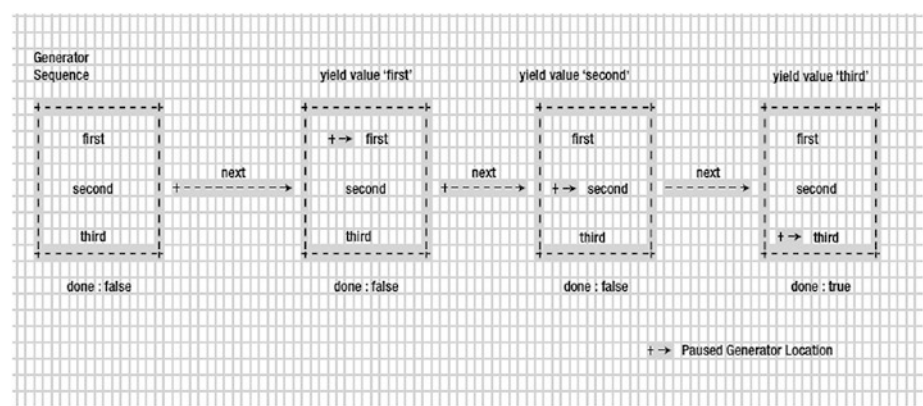 Generator
Sequence
yield value ‘first’
yield value ‘second’
yield value ‘third’
first
second
third
done : false
next
first
second
third
done : false
next
first
second
third
done : false
next
first
second
third
done : true
Paused Generator Location